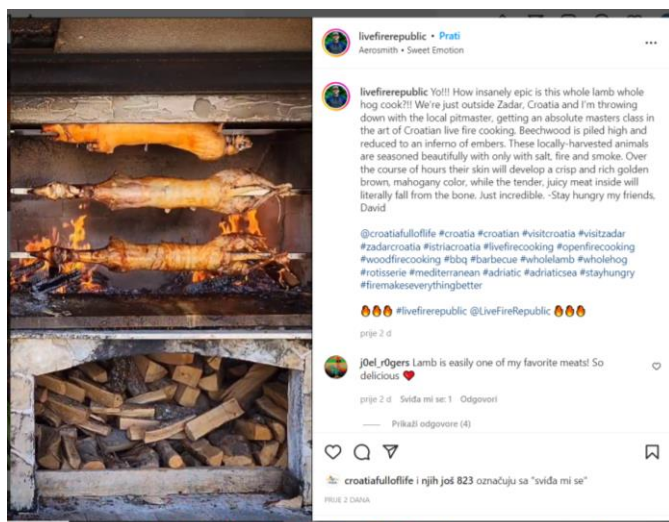 livefirerepublic • Prati
Aerosmith • Sweet Emotion
livefirerepublic Yo!!! How insanely epic is this whole lamb whole
hog cook?!! We're just outside Zadar, Croatia and I'm throwing
down with the local pitmaster, getting an absolute masters class in
the art of Croatian live fire cooking. Beechwood is piled high and
reduced to an inferno of embers. These locally-harvested animals
are seasoned beautifully with only with salt, fire and smoke. Over
the course of hours their skin will develop a crisp and rich golden
brown, mahogany color, while the tender, juicy meat inside will
literally fall from the bone. Just incredible. -Stay hungry my friends,
David
@croatiafulloflife #croatia #croatian #visitcroatia #visitzadar
#zadarcroatia #istriacroatia #livefirecooking #openfirecooking
#woodfirecooking #bbq #barbecue #wholelamb #wholehog
#rotisserie #mediterranean #adriatic #adriaticsea #stayhungry
#firemakeseverythingbetter
🔥🔥🔥 #livefirerepublic @LiveFireRepublic 🔥🔥🔥
prije 2 d
j0el_r0gers Lamb is easily one of my favorite meats! So
delicious ❤️
prije 2 d Sviđa mi se: 1 Odgovori
Prikaži odgovore (4)
croatiafulloflife i njih još 823 označuju sa "sviđa mi se"
PRIJE 2 DANA